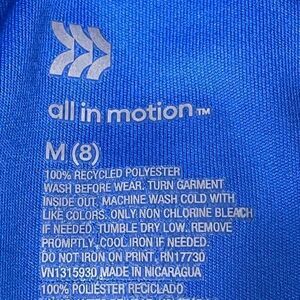 all in motion™
M (8)
100% RECYCLED POLYESTER
WASH BEFORE WEAR. TURN GARMENT
INSIDE OUT. MACHINE WASH COLD WITH
LIKE COLORS. ONLY NON CHLORINE BLEACH
IF NEEDED. TUMBLE DRY LOW. REMOVE
PROMPTLY, COOL IRON IF NEEDED.
DO NOT IRON ON PRINT. RN17730
VN1315930 MADE IN NICARAGUA
100% POLIÉSTER RECICLADO